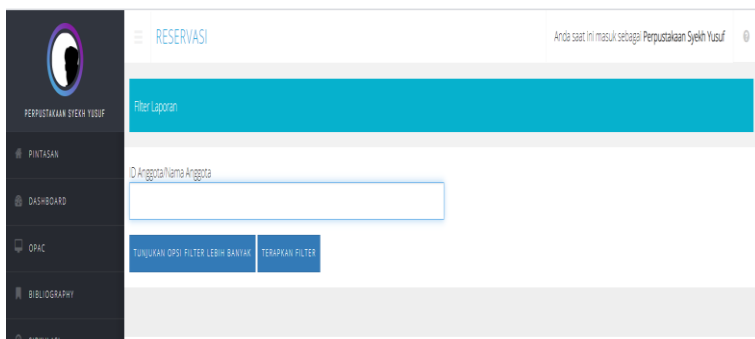 RESERVASI
Anda saat ini masuk sebagai Perpustakaan Syekh Yusuf
PERPUSTAKAAN SYEKH YUSUF
Filter Laporan
PINTASAN
ID Anggota/Nama Anggota
DASHBOARD
OPAC
TUNJUKAN OPSI FILTER LEBIH BANYAK
TERAPKAN FILTER
BIBLIOGRAPHY